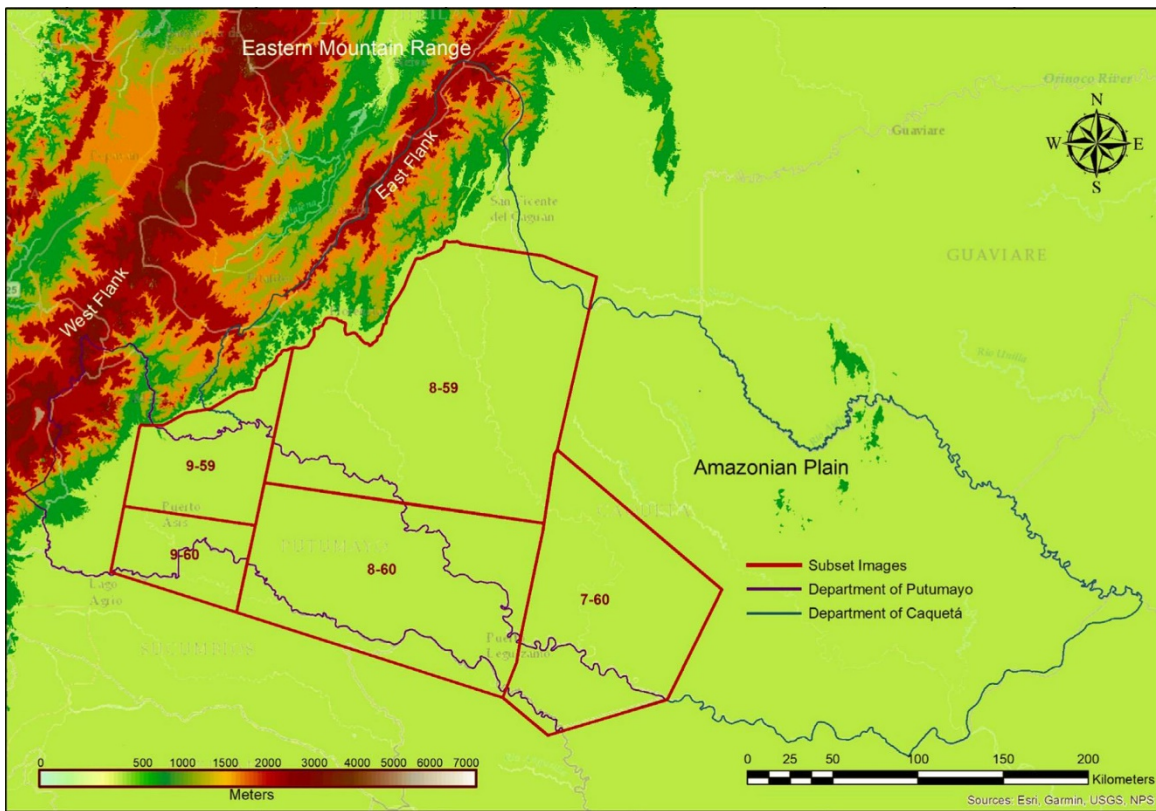 Eastern Mountain Range
Orinoco River
N
Guaviare
W E
S
East Flank
San Vicente
del Caguán
GUAVIARE
25
West Flank
8-59
Amazonian Plain
9-59
Puerto
Asis
PUTUMAYO
9-60
8-60
Subset Images
Department of Putumayo
Department of Caquetá
7-60
Lago
Agrio
SUCUMBIOS
Leguizamo
0 500 1000 1500 2000 3000 4000 5000 6000 7000
Meters
0 25 50 100 150 200
Kilometers
Sources: Esri, Garmin, USGS, NPS